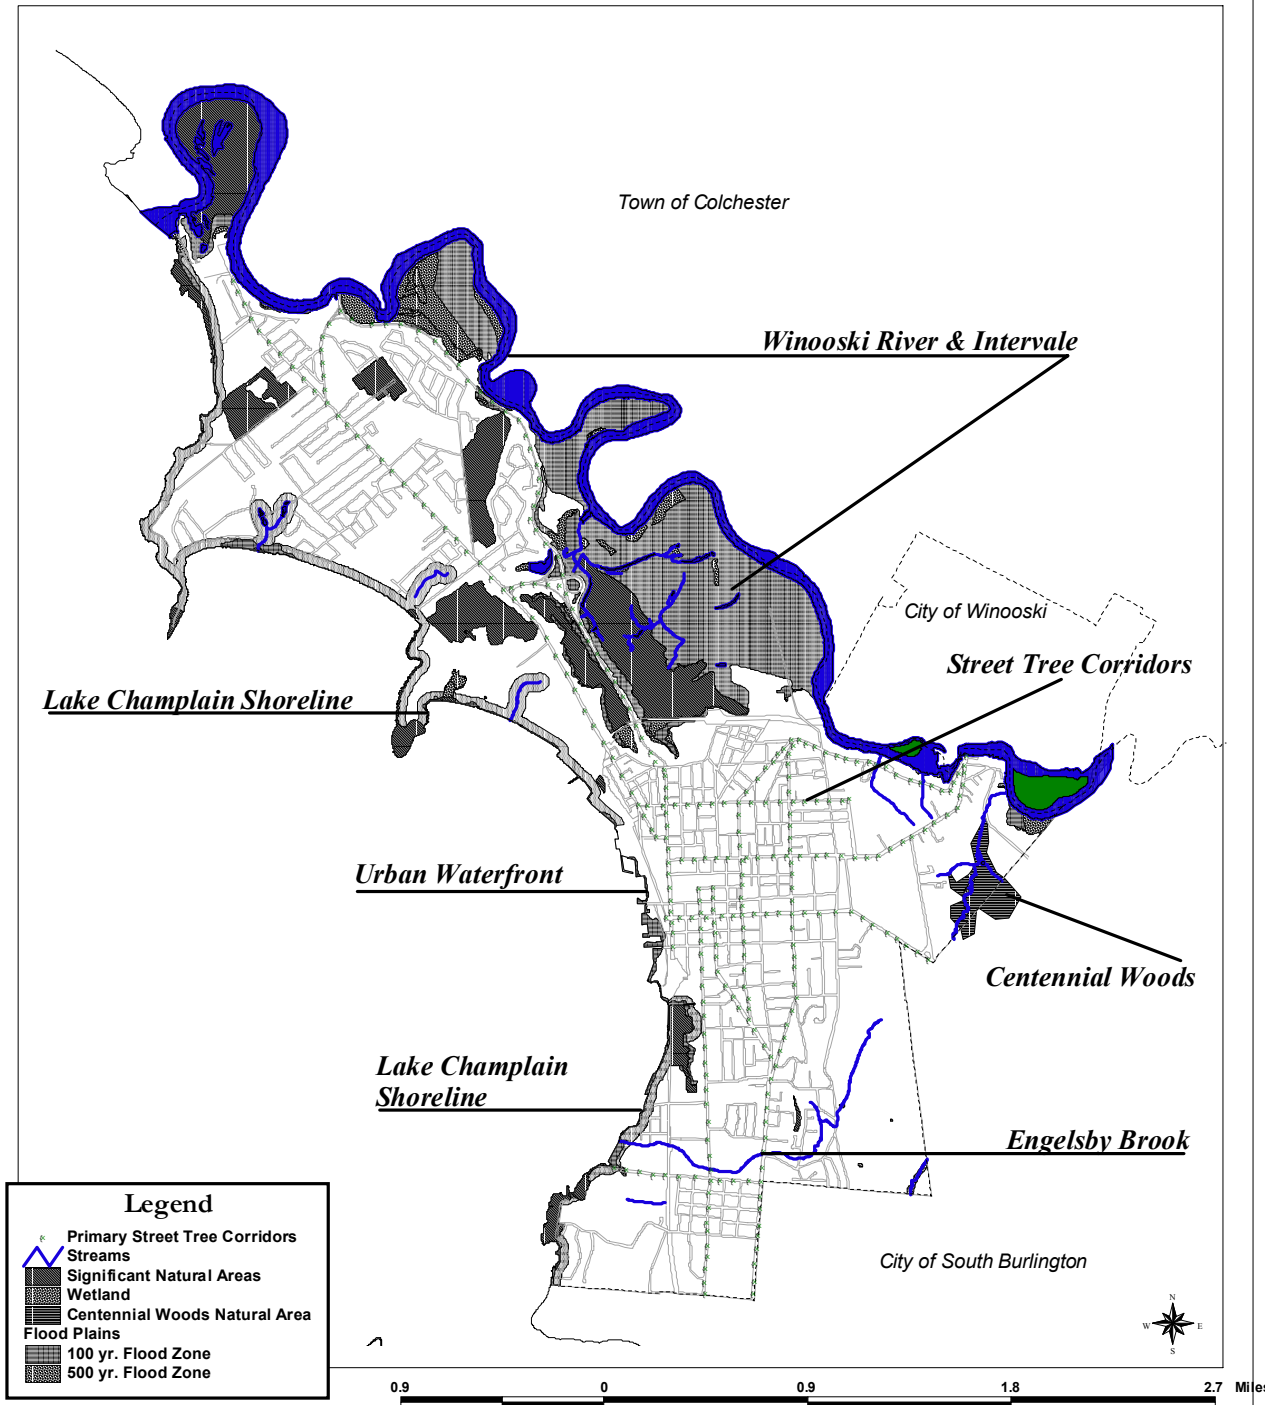 Town of Colchester
Winooski River & Intervale
City of Winooski
Street Tree Corridors
Lake Champlain Shoreline
Urban Waterfront
Centennial Woods
Lake Champlain
Shoreline
Engelsby Brook
City of South Burlington
Legend
Primary Street Tree Corridors
Streams
Significant Natural Areas
Wetland
Centennial Woods Natural Area
Flood Plains
100 yr. Flood Zone
500 yr. Flood Zone
N
W E
S
0.9 0 0.9 1.8 2.7 Miles